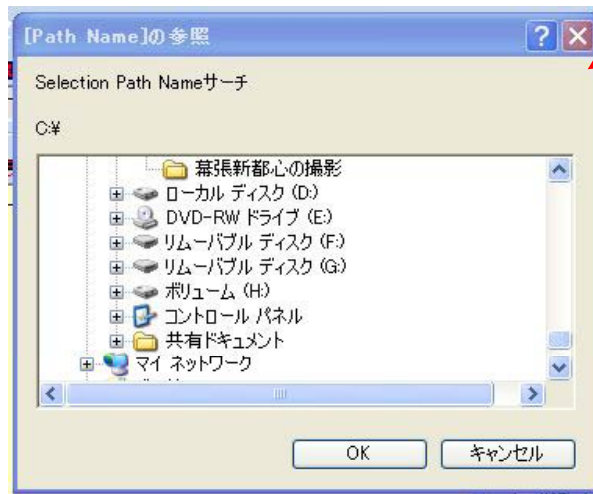 [Path Name]の参照
Selection Path Nameサーチ
C:¥
幕張新都心の撮影
ローカル ディスク (D:)
DVD-RW ドライブ (E:)
リムーバブル ディスク (F:)
リムーバブル ディスク (G:)
ボリューム (H:)
コントロール パネル
共有ドキュメント
マイ ネットワーク
OK キャンセル